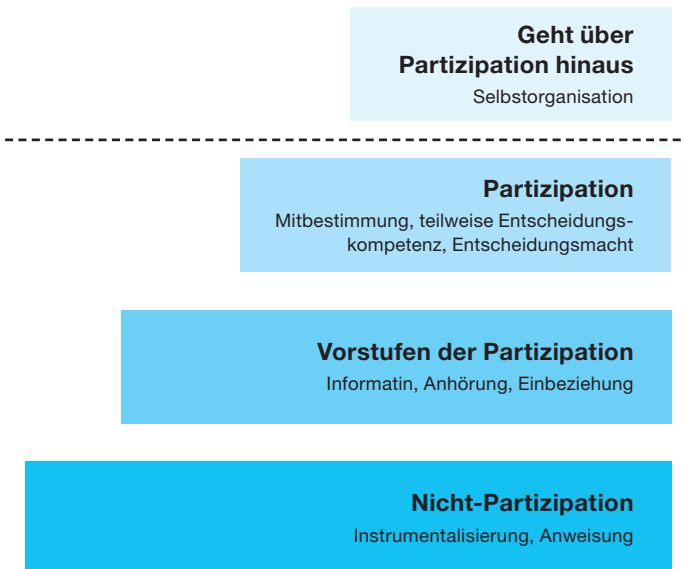 Geht über
Partizipation hinaus
Selbstorganisation
Partizipation
Mitbestimmung, teilweise Entscheidungs-
kompetenz, Entscheidungsmacht
Vorstufen der Partizipation
Informatin, Anhörung, Einbeziehung
Nicht-Partizipation
Instrumentalisierung, Anweisung